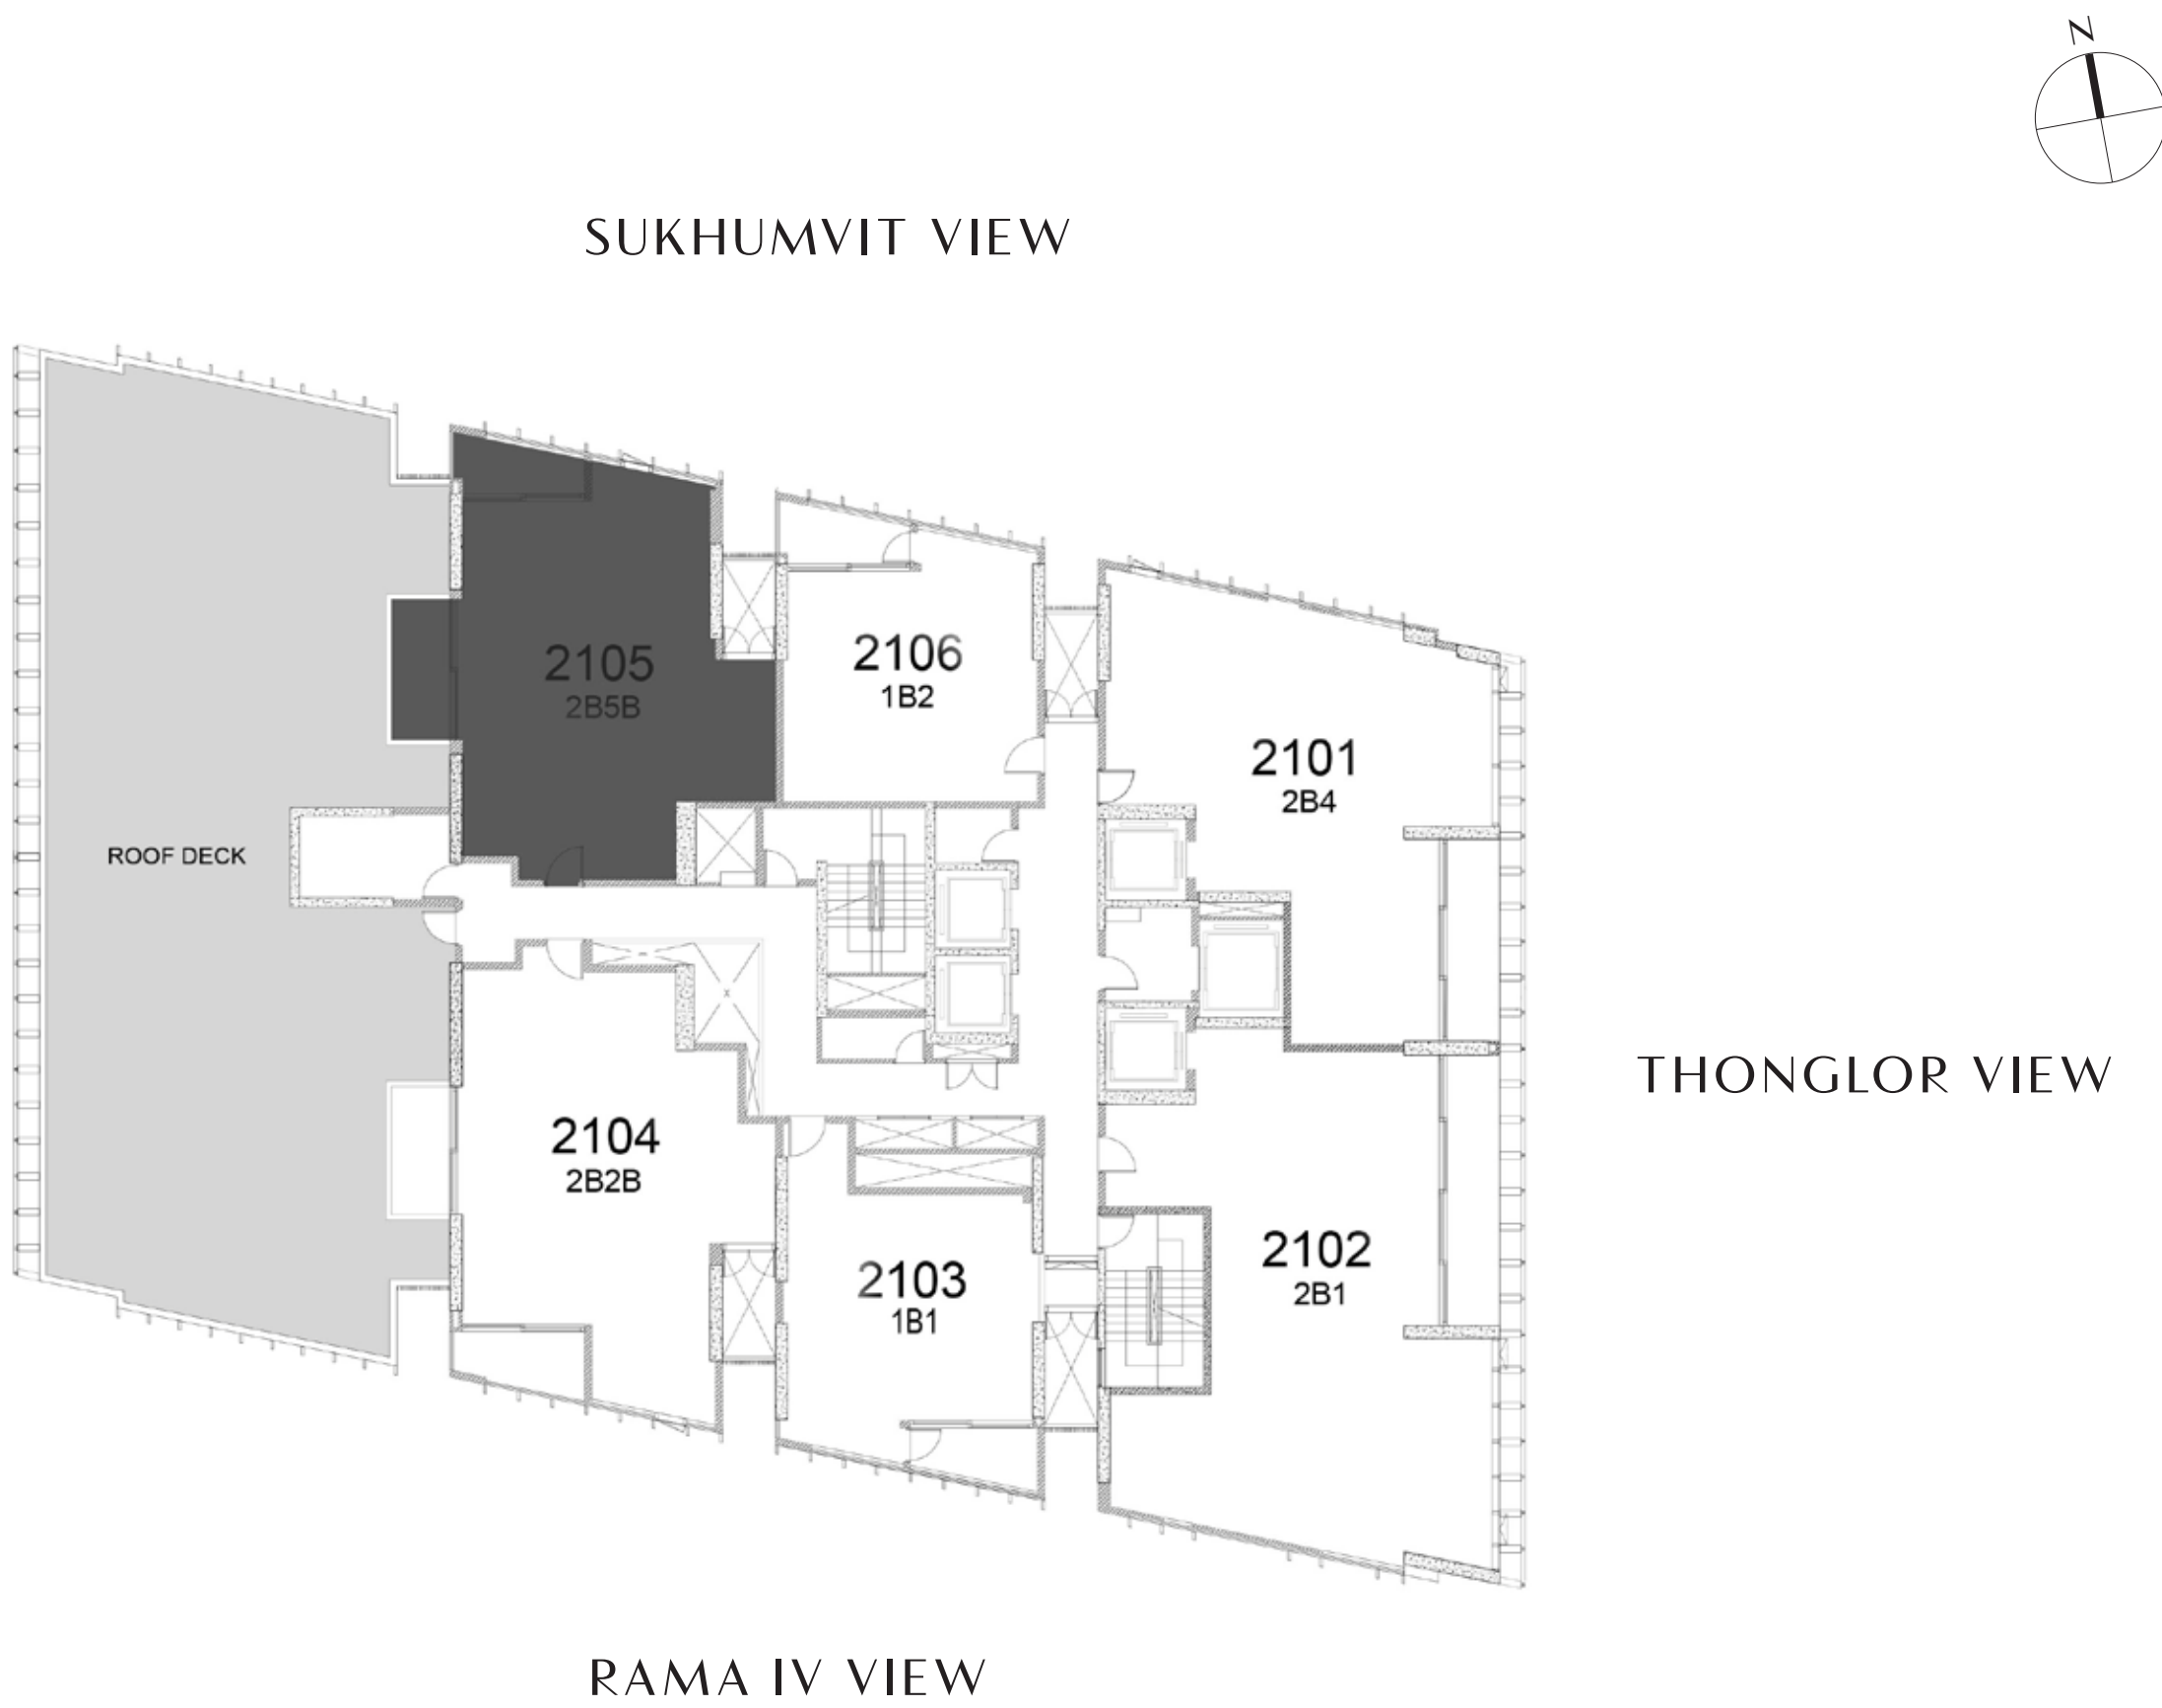 N
SUKHUMVIT VIEW
2105
2B5B
2106
1B2
2101
2B4
ROOF DECK
THONGLOR VIEW
2104
2B2B
2103
1B1
2102
2B1
RAMA IV VIEW